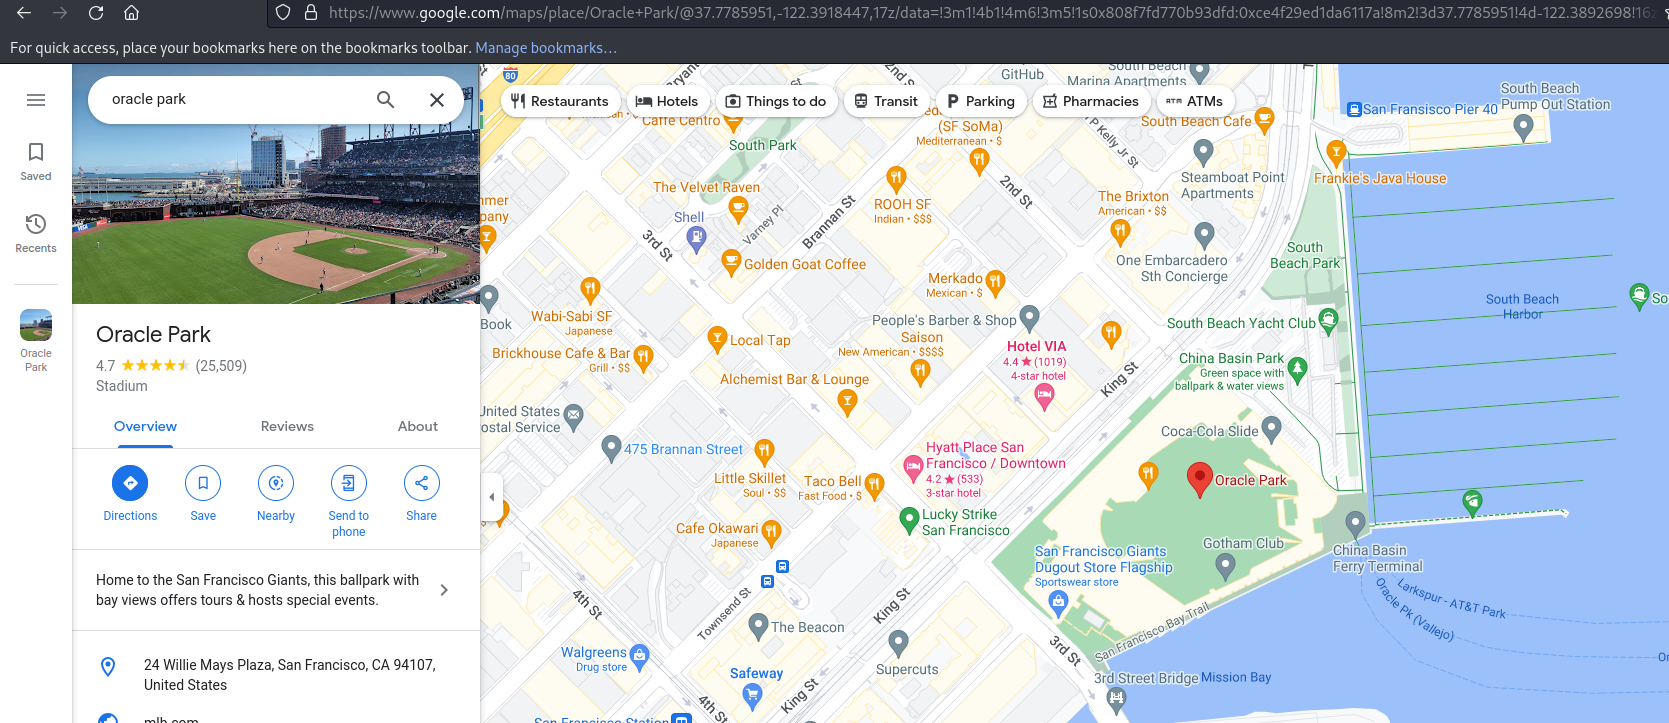 https://www.google.com/maps/place/Oracle+Park/@37.7785951,-122.3918447,17z/data=!3m1!4b1!4m6!3m5!1s0x808f7fd770b93dfd:0xce4f29ed1da6117a!8m2!3d37.7785951!4d-122.3892698!16z
For quick access, place your bookmarks here on the bookmarks toolbar. Manage bookmarks…
oracle park
Saved
Recents
Oracle
Park
Oracle Park
4.7 (25,509)
Stadium
Overview Reviews About
Directions Save Nearby Send to
phone Share
Home to the San Francisco Giants, this ballpark with
bay views offers tours & hosts special events.
24 Willie Mays Plaza, San Francisco, CA 94107,
United States
mlb.com
Restaurants Hotels Things to do Transit Parking Pharmacies ATMs
80
2nd St
GitHub
South Beach
Marina Apartments
South Beach
Pump Out Station
San Fransisco Pier 40
Caffe Centro
(SF SoMa)
Mediterranean • $
P Kelly Jr St
South Beach Cafe
South Park
Steamboat Point
Apartments
Frankie's Java House
The Velvet Raven
2nd St
The Brixton
American • $$
ROOH SF
Indian • $$$
Shell
Varney Pl
Brannan St
3rd St
Golden Goat Coffee
One Embarcadero
Sth Concierge
South
Beach Park
Merkado
Mexican • $
South Beach
Harbor
So
Book
Wabi-Sabi SF
Japanese
People's Barber & Shop
South Beach Yacht Club
Saison
New American • $$$$
Local Tap
Hotel VIA
4.4 ★ (1019)
4-star hotel
Brickhouse Cafe & Bar
Grill • $$
China Basin Park
Green space with
ballpark & water views
Alchemist Bar & Lounge
King St
United States
ostal Service
Coca-Cola Slide
475 Brannan Street
Hyatt Place San
Francisco / Downtown
4.2 ★ (533)
3-star hotel
Little Skillet
Soul • $$
Taco Bell
Fast Food • $
Oracle Park
Lucky Strike
San Francisco
Cafe Okawari
Japanese
Gotham Club
San Francisco Giants
Dugout Store Flagship
Sportswear store
China Basin
Ferry Terminal
Larkspur - AT&T Park
Oracle Pk (Vallejo)
4th St
Townsend St
King St
The Beacon
San Francisco Bay Trail
3rd St
Walgreens
Drug store
Supercuts
Safeway
3rd Street Bridge
Mission Bay
4th St
King St
San Francisco Station